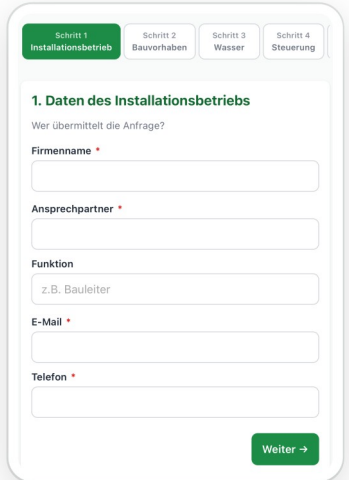 Schritt 1
Installationsbetrieb
Schritt 2
Bauvorhaben
Schritt 3
Wasser
Schritt 4
Steuerung
1. Daten des Installationsbetriebs
Wer übermittelt die Anfrage?
Firmenname *
Ansprechpartner *
Funktion
z.B. Bauleiter
E-Mail *
Telefon *
Weiter →